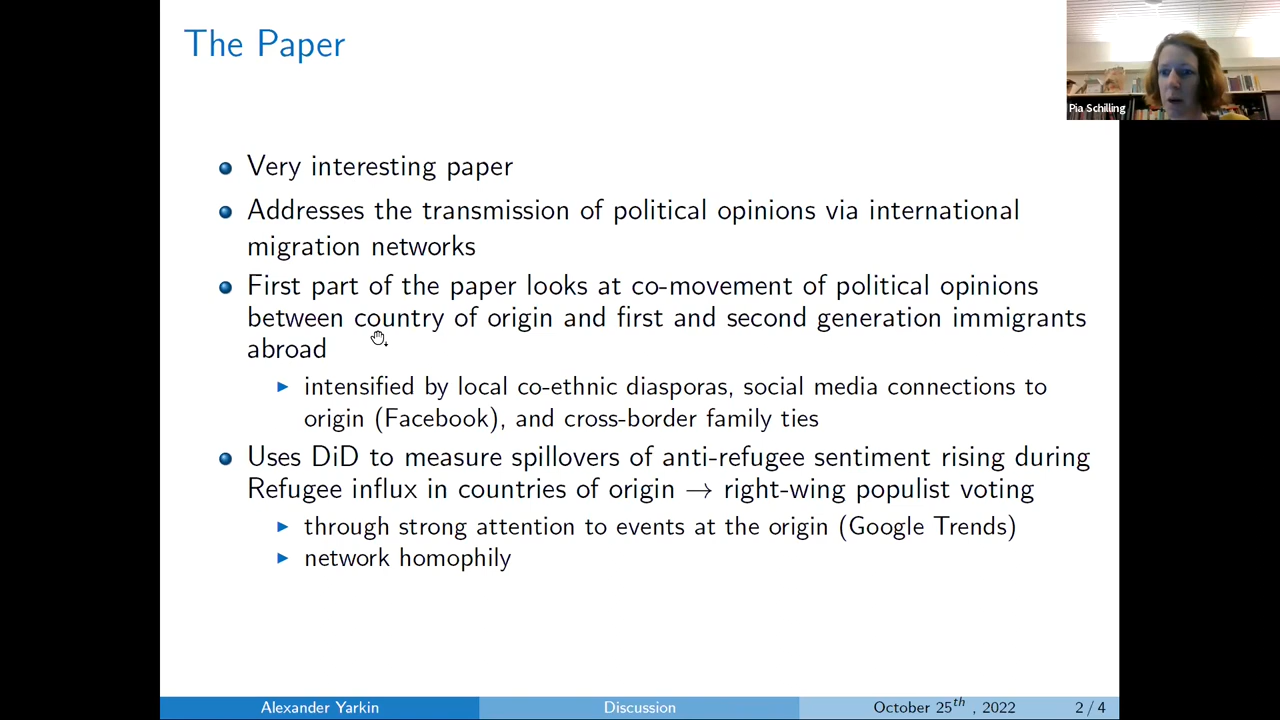 The Paper
Pia Schilling
Very interesting paper
Addresses the transmission of political opinions via international
migration networks
First part of the paper looks at co-movement of political opinions
between country of origin and first and second generation immigrants
abroad
intensified by local co-ethnic diasporas, social media connections to
origin (Facebook), and cross-border family ties
Uses DiD to measure spillovers of anti-refugee sentiment rising during
Refugee influx in countries of origin → right-wing populist voting
through strong attention to events at the origin (Google Trends)
network homophily
Alexander Yarkin
Discussion
October 25th , 2022
2 / 4